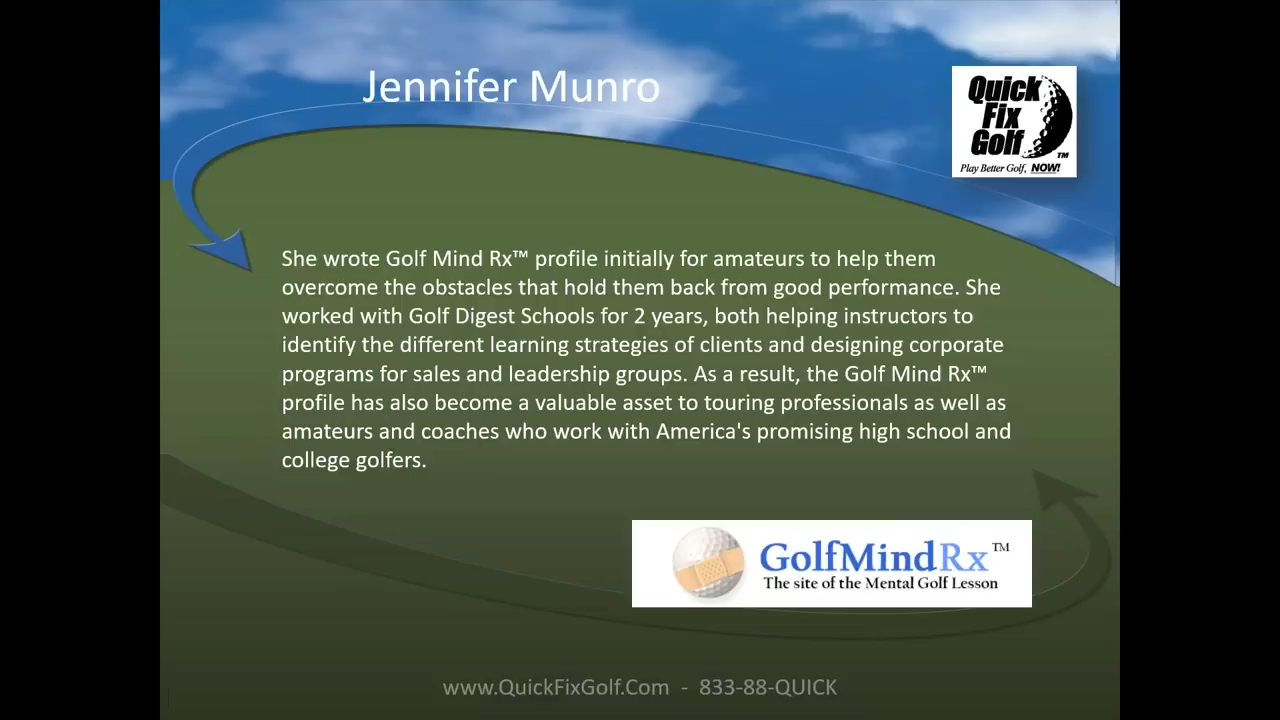 Jennifer Munro
Quick
Fix
Golf
TM
Play Better Golf, NOW!
She wrote Golf Mind Rx™ profile initially for amateurs to help them
overcome the obstacles that hold them back from good performance. She
worked with Golf Digest Schools for 2 years, both helping instructors to
identify the different learning strategies of clients and designing corporate
programs for sales and leadership groups. As a result, the Golf Mind Rx™
profile has also become a valuable asset to touring professionals as well as
amateurs and coaches who work with America's promising high school and
college golfers.
GolfMindRx™
The site of the Mental Golf Lesson
www.QuickFixGolf.Com - 833-88-QUICK